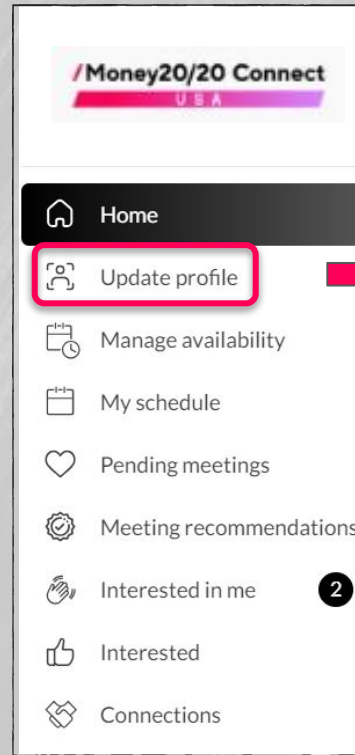 /Money20/20 Connect
USA
Home
Update profile
Manage availability
My schedule
Pending meetings
Meeting recommendations
Interested in me 2
Interested
Connections